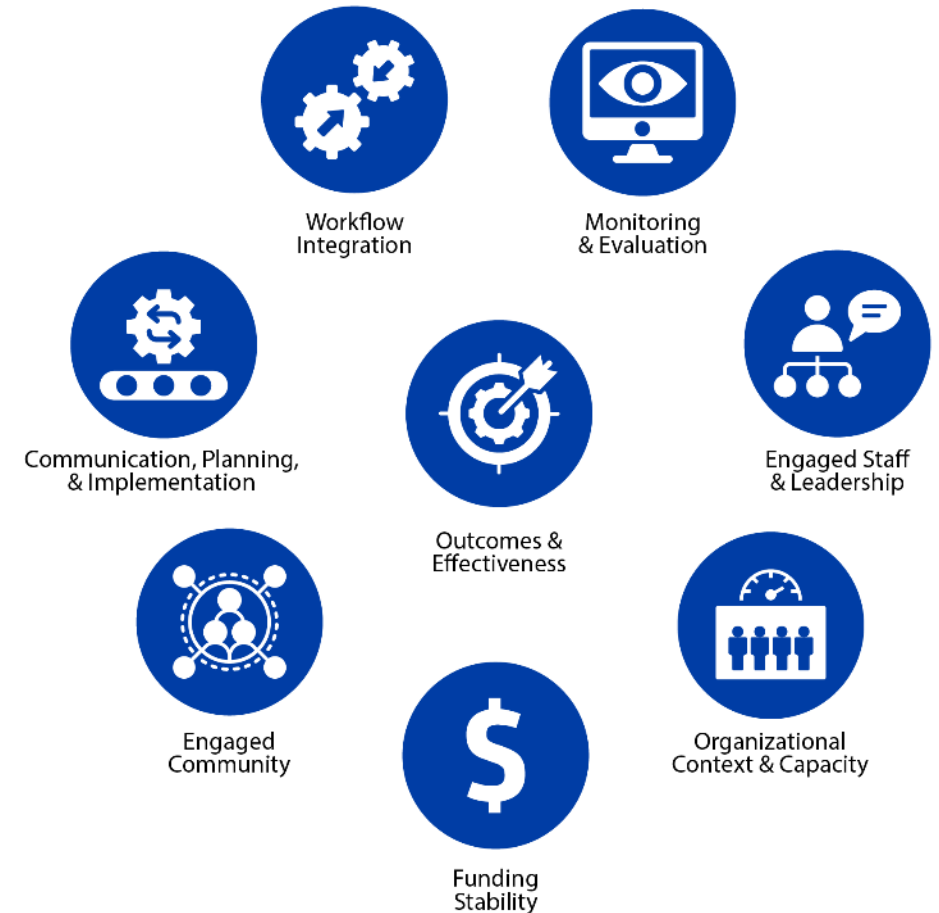 Workflow
Integration
Monitoring
& Evaluation
Communication, Planning,
& Implementation
Engaged Staff
& Leadership
Outcomes &
Effectiveness
Engaged
Community
Organizational
Context & Capacity
$
Funding
Stability